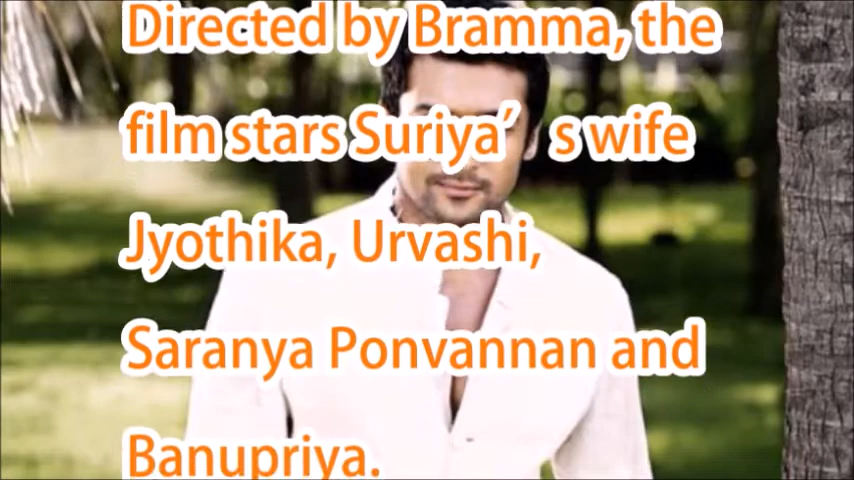 Directed by Bramma, the
film stars Suriya’s wife
Jyothika, Urvashi,
Saranya Ponvannan and
Banupriya.